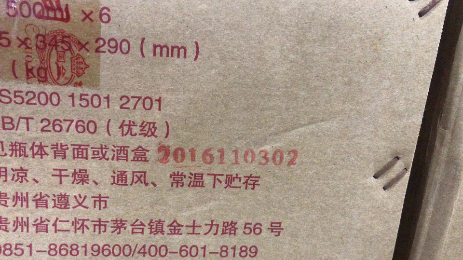 500 ×6
5×345×290(mm)
(kg
S5200 1501 2701
B/T 26760(优级)
见瓶体背面或酒盒 2016110302
阴凉、干燥、通风、常温下贮存
贵州省遵义市
贵州省仁怀市茅台镇金士力路 56 号
0851-86819600/400-601-8189